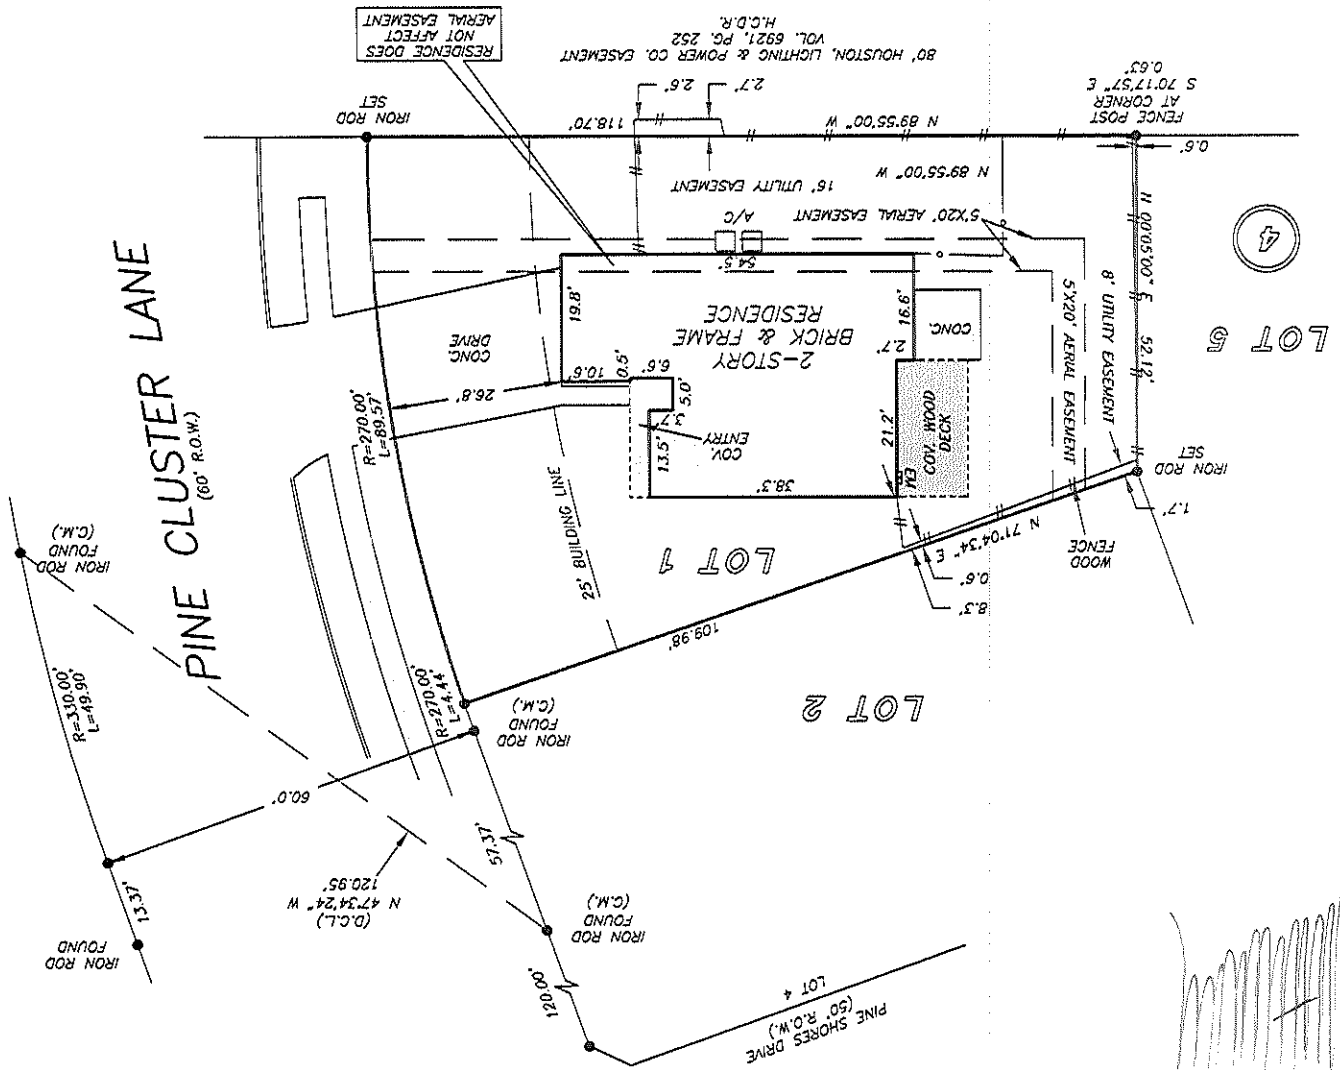 PINE SHORES DRIVE
(50' R.O.W.)
LOT 4
120.00'
IRON ROD
FOUND
(C.M.)
IRON ROD
FOUND
13.37'
(D.C.L.)
N 47°34'24" W
120.95'
57.37'
60.0'
R=330.00'
L=49.90'
IRON ROD
FOUND
(C.M.)
PINE CLUSTER LANE
(60' R.O.W.)
IRON ROD
FOUND
(C.M.)
R=270.00'
L=4.44'
LOT 2
109.98'
N 71°04'34" E
8.3'
0.6'
WOOD
FENCE
1.7'
IRON ROD
SET
LOT 1
25' BUILDING LINE
R=270.00'
L=89.57'
26.8'
CONC.
DRIVE
COV.
ENTRY
38.3'
13.5'
3.7'
5.0'
6.6'
0.5'
10.6'
19.8'
54.5'
16.6'
2.7'
21.2'
EM
COV. WOOD
DECK
CONC.
2-STORY
BRICK & FRAME
RESIDENCE
A/C
5'X20' AERIAL EASEMENT
8' UTILITY EASEMENT
5'X20' AERIAL EASEMENT
16' UTILITY EASEMENT
N 89°55'00" W
N 00°05'00" E 52.12'
LOT 5
4
0.6'
FENCE POST
AT CORNER
S 70°17'57" E
0.63'
N 89°55'00" W
118.70'
2.7'
2.6'
IRON ROD
SET
80' HOUSTON, LIGHTING & POWER CO. EASEMENT
VOL. 6921, PG. 252
H.C.D.R.
RESIDENCE DOES
NOT AFFECT
AERIAL EASEMENT